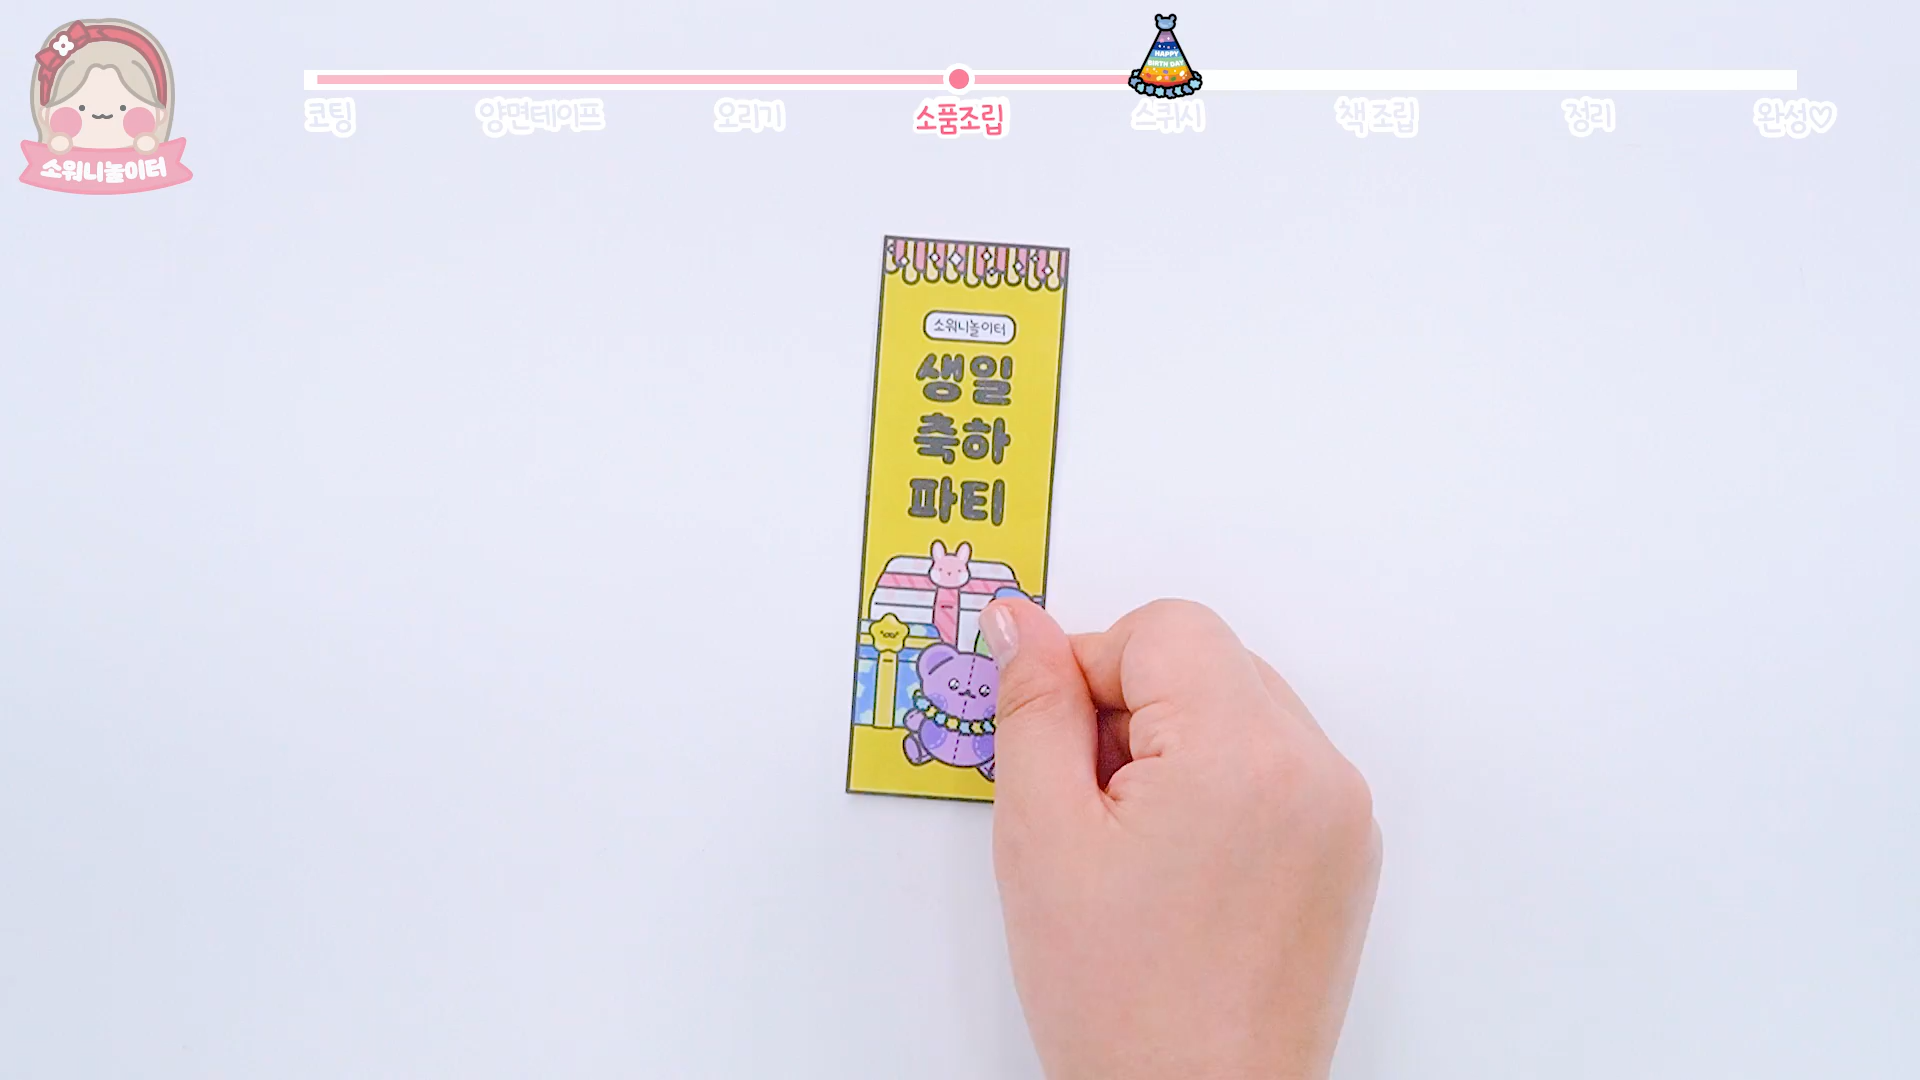 소워니놀이터
코팅
양면테이프
오리기
소품조립
스퀴시
책 조립
정리
완성♡
HAPPY
BIRTH DAY
소워니놀이터
생일
축하
파티